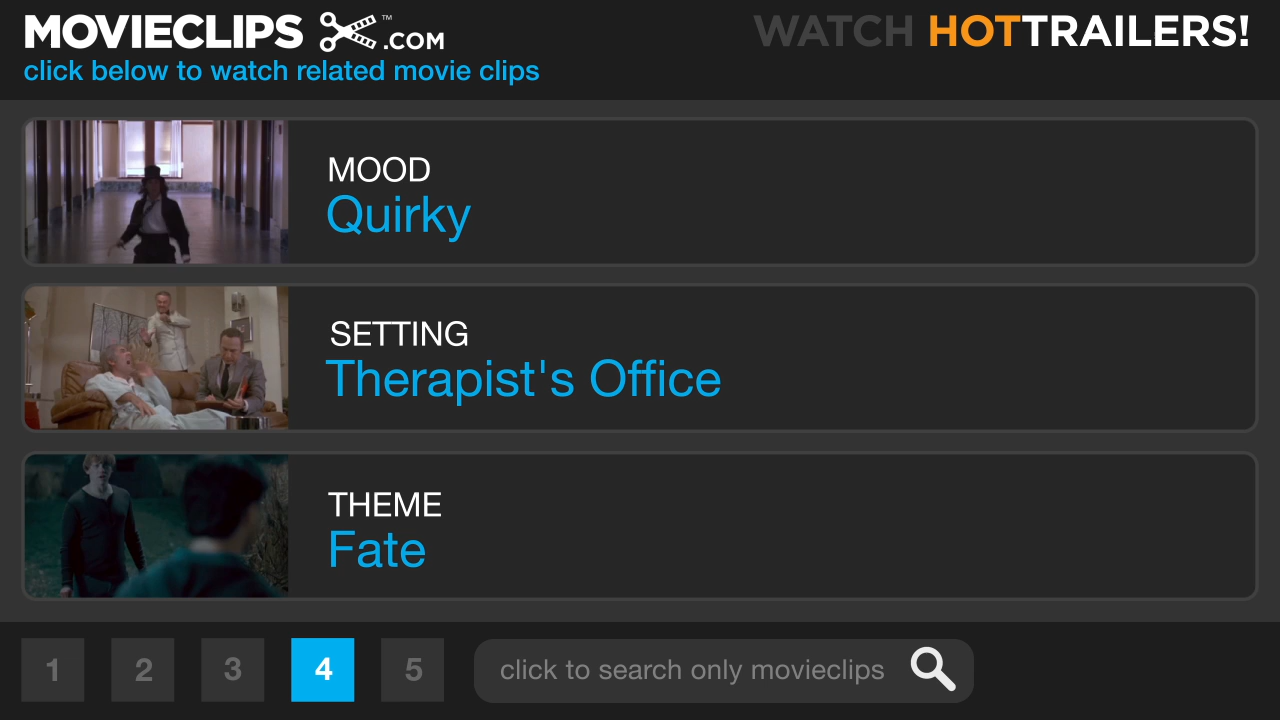 MOVIECLIPS ™ .COM
WATCH HOTTRAILERS!
click below to watch related movie clips
MOOD
Quirky
SETTING
Therapist's Office
THEME
Fate
1 2 3 4 5 click to search only movieclips